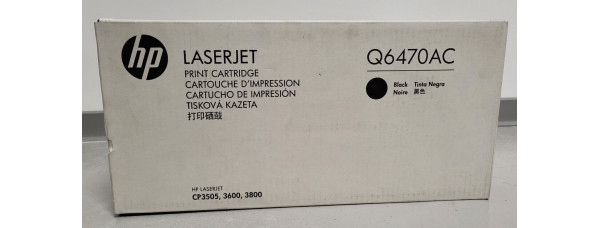 hp
LASERJET
PRINT CARTRIDGE
CARTOUCHE D'IMPRESSION
CARTUCHO DE IMPRESIÓN
TISKOVÁ KAZETA
打印硒鼓
Q6470AC
Black Tinta Negra
Noire 黑色
HP LASERJET
CP3505, 3600, 3800